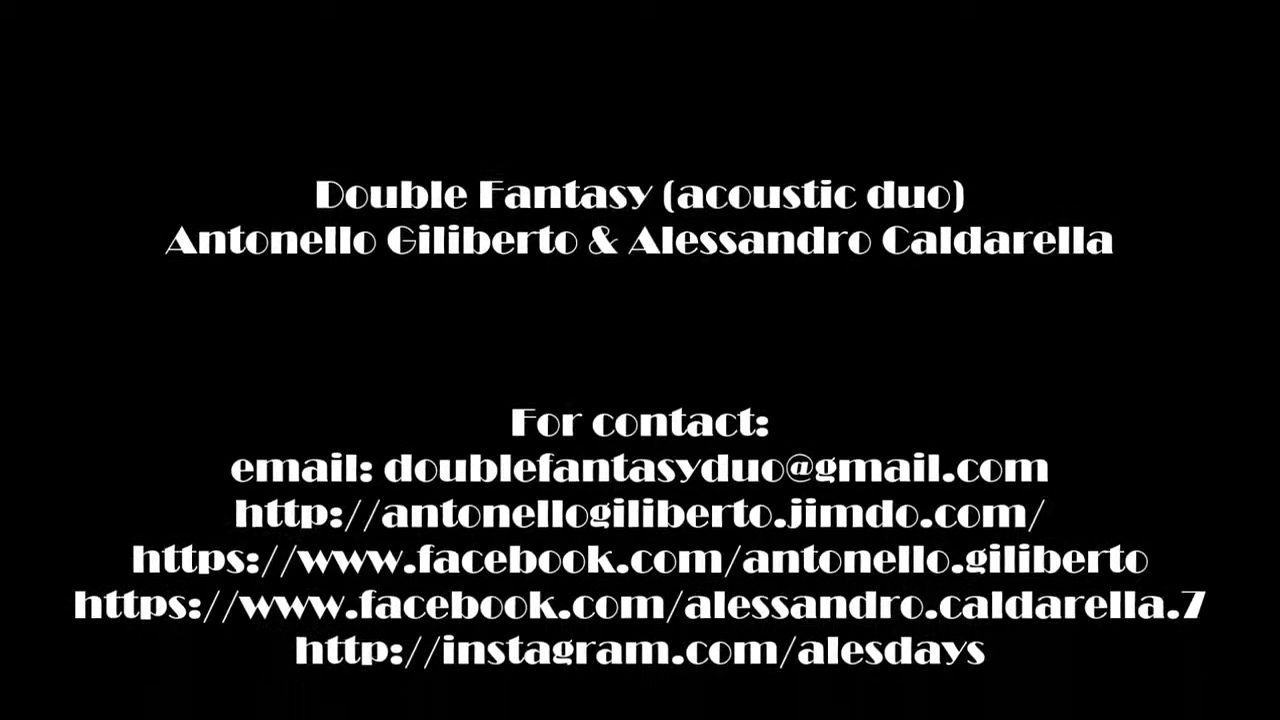 Double Fantasy (acoustic duo)
Antonello Giliberto & Alessandro Caldarella
For contact:
email: doublefantasyduo@gmail.com
http://antonellogiliberto.jimdo.com/
https://www.facebook.com/antonello.giliberto
https://www.facebook.com/alessandro.caldarella.7
http://instagram.com/alesdays